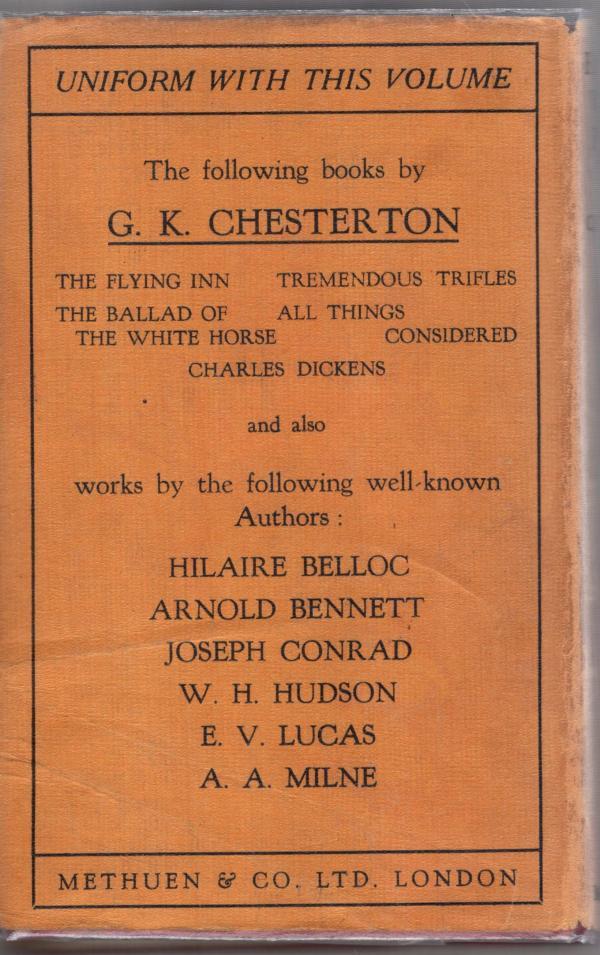 UNIFORM WITH THIS VOLUME
The following books by
G. K. CHESTERTON
THE FLYING INN TREMENDOUS TRIFLES
THE BALLAD OF ALL THINGS
THE WHITE HORSE CONSIDERED
CHARLES DICKENS
and also
works by the following well-known
Authors :
HILAIRE BELLOC
ARNOLD BENNETT
JOSEPH CONRAD
W. H. HUDSON
E. V. LUCAS
A. A. MILNE
METHUEN & CO. LTD. LONDON